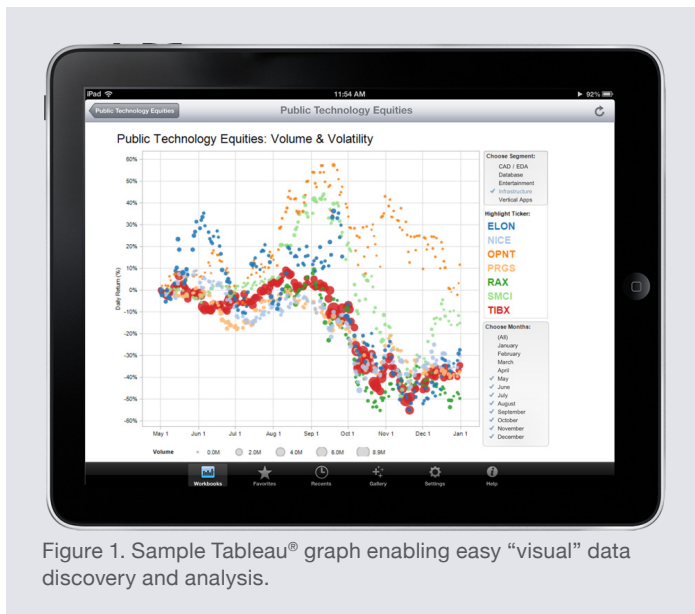 iPad 11:54 AM 92%
Public Technology Equities Public Technology Equities
Public Technology Equities: Volume & Volatility
Daily Return (%)
60%
50%
40%
30%
20%
10%
0%
-10%
-20%
-30%
-40%
-50%
-60%
May 1 Jun 1 Jul 1 Aug 1 Sep 1 Oct 1 Nov 1 Dec 1 Jan 1
Volume 0.0M 2.0M 4.0M 6.0M 8.9M
Choose Segment:
CAD / EDA
Database
Entertainment
Infrastructure
Vertical Apps
Highlight Ticker:
ELON
NICE
OPNT
PRGS
RAX
SMCI
TIBX
Choose Months:
(All)
January
February
March
April
May
June
July
August
September
October
November
December
Workbooks Favorites Recents Gallery Settings Help
Figure 1. Sample Tableau® graph enabling easy “visual” data
discovery and analysis.